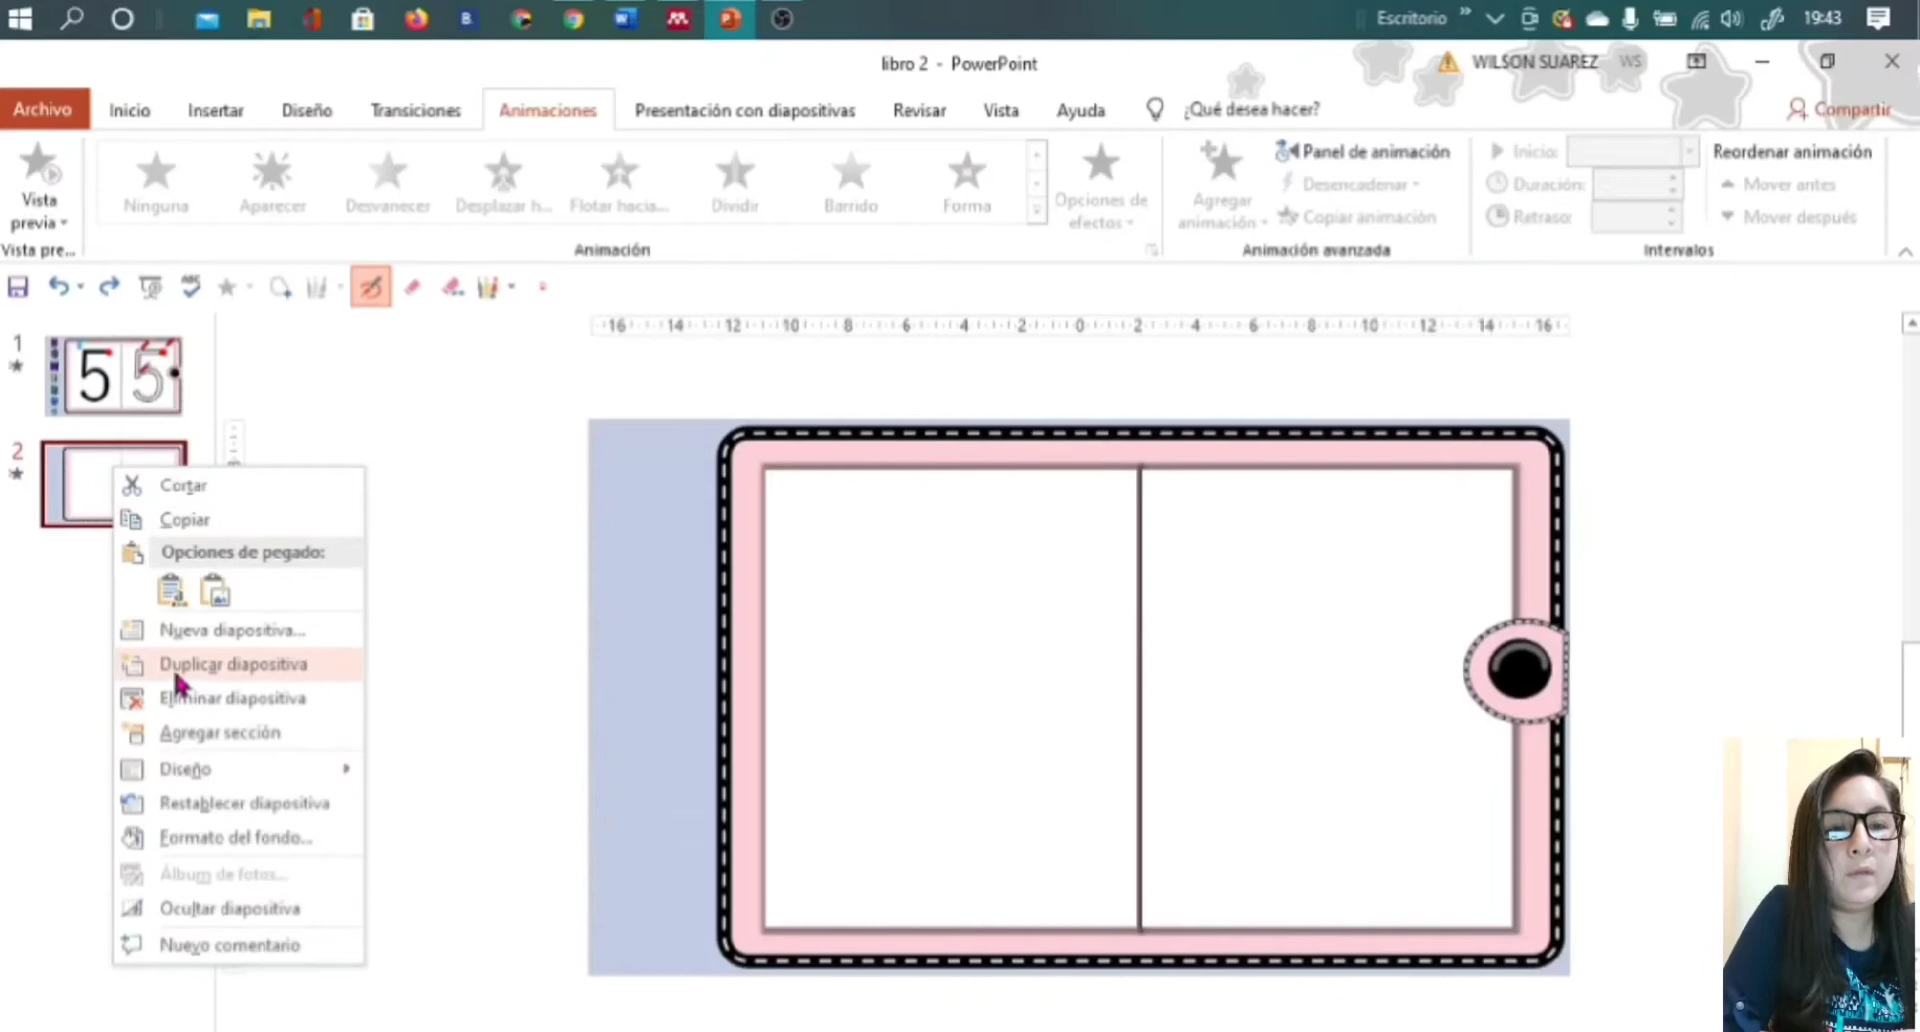 Escritorio » 19:43
libro 2 - PowerPoint WILSON SUAREZ WS
Archivo Inicio Insertar Diseño Transiciones Animaciones Presentación con diapositivas Revisar Vista Ayuda ¿Qué desea hacer? Compartir
Vista previa
Ninguna Aparecer Desvanecer Desplazar h... Flotar hacia... Dividir Barrido Forma
Opciones de efectos
Agregar animación
Panel de animación
Desencadenar
Copiar animación
Inicio:
Duración:
Retraso:
Reordenar animación
Mover antes
Mover después
Vista pre... Animación Animación avanzada Intervalos
16 14 12 10 8 6 4 2 0 2 4 6 8 10 12 14 16
1
5 5
2
Cortar
Copiar
Opciones de pegado:
Nueva diapositiva...
Duplicar diapositiva
Eliminar diapositiva
Agregar sección
Diseño
Restablecer diapositiva
Formato del fondo...
Álbum de fotos...
Ocultar diapositiva
Nuevo comentario